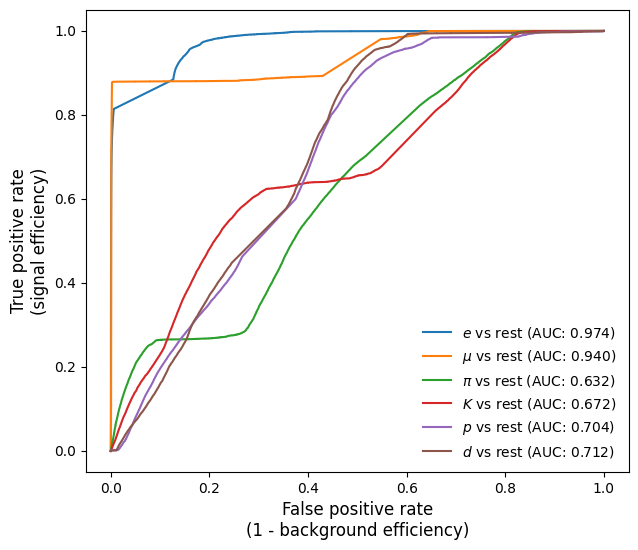 True positive rate
(signal efficiency)
1.0
0.8
0.6
0.4
0.2
0.0
e vs rest (AUC: 0.974)
μ vs rest (AUC: 0.940)
π vs rest (AUC: 0.632)
K vs rest (AUC: 0.672)
p vs rest (AUC: 0.704)
d vs rest (AUC: 0.712)
0.0 0.2 0.4 0.6 0.8 1.0
False positive rate
(1 - background efficiency)